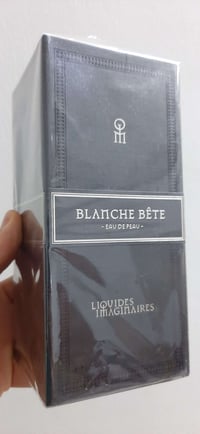 BLANCHE BÊTE
- EAU DE PEAU -
LIQUIDES
IMAGINAIRES